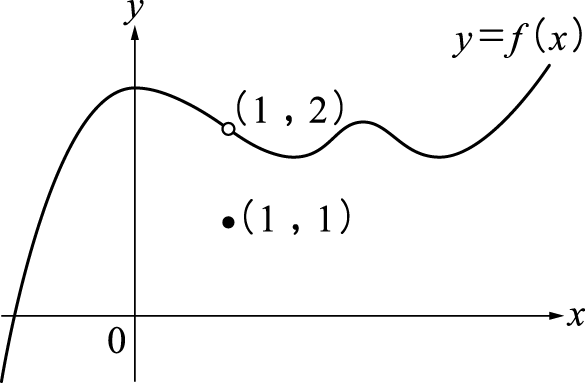 y
y=f(x)
(1 , 2)
(1 , 1)
0
x